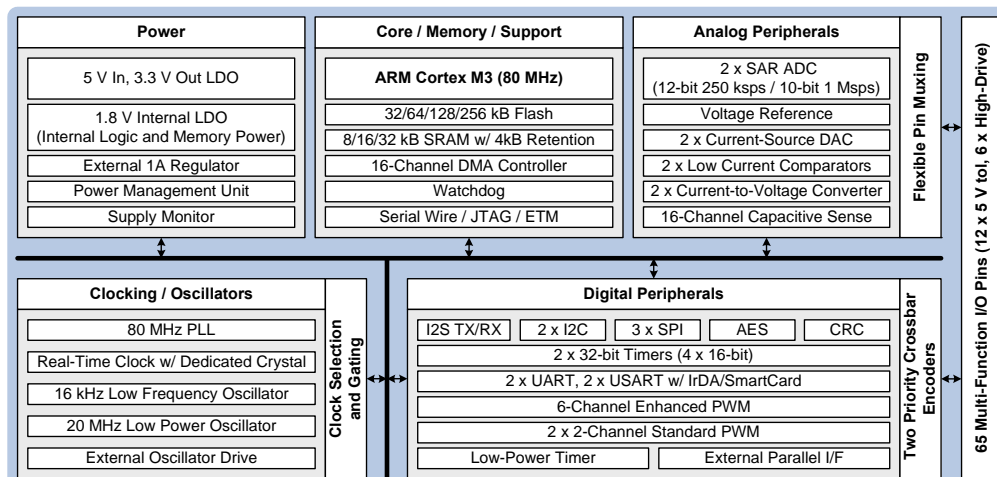 Power
5 V In, 3.3 V Out LDO
1.8 V Internal LDO
(Internal Logic and Memory Power)
External 1A Regulator
Power Management Unit
Supply Monitor
Core / Memory / Support
ARM Cortex M3 (80 MHz)
32/64/128/256 kB Flash
8/16/32 kB SRAM w/ 4kB Retention
16-Channel DMA Controller
Watchdog
Serial Wire / JTAG / ETM
Analog Peripherals
2 x SAR ADC
(12-bit 250 ksps / 10-bit 1 Msps)
Voltage Reference
2 x Current-Source DAC
2 x Low Current Comparators
2 x Current-to-Voltage Converter
16-Channel Capacitive Sense
Flexible Pin Muxing
Clocking / Oscillators
80 MHz PLL
Real-Time Clock w/ Dedicated Crystal
16 kHz Low Frequency Oscillator
20 MHz Low Power Oscillator
External Oscillator Drive
Clock Selection
and Gating
Digital Peripherals
I2S TX/RX
2 x I2C
3 x SPI
AES
CRC
2 x 32-bit Timers (4 x 16-bit)
2 x UART, 2 x USART w/ IrDA/SmartCard
6-Channel Enhanced PWM
2 x 2-Channel Standard PWM
Low-Power Timer
External Parallel I/F
Two Priority Crossbar
Encoders
65 Multi-Function I/O Pins (12 x 5 V tol, 6 x High-Drive)